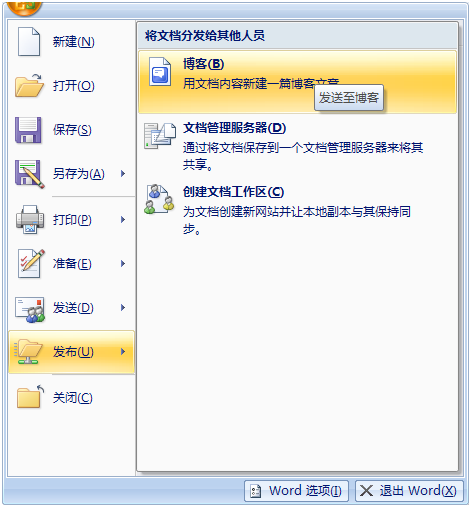 新建(N)
打开(O)
保存(S)
另存为(A)
打印(P)
准备(E)
发送(D)
发布(U)
关闭(C)
将文档分发给其他人员
博客(B)
用文档内容新建一篇博客文章
发送至博客
文档管理服务器(D)
通过将文档保存到一个文档管理服务器来将其
共享。
创建文档工作区(C)
为文档创建新网站并让本地副本与其保持同
步。
Word 选项(I)
退出 Word(X)